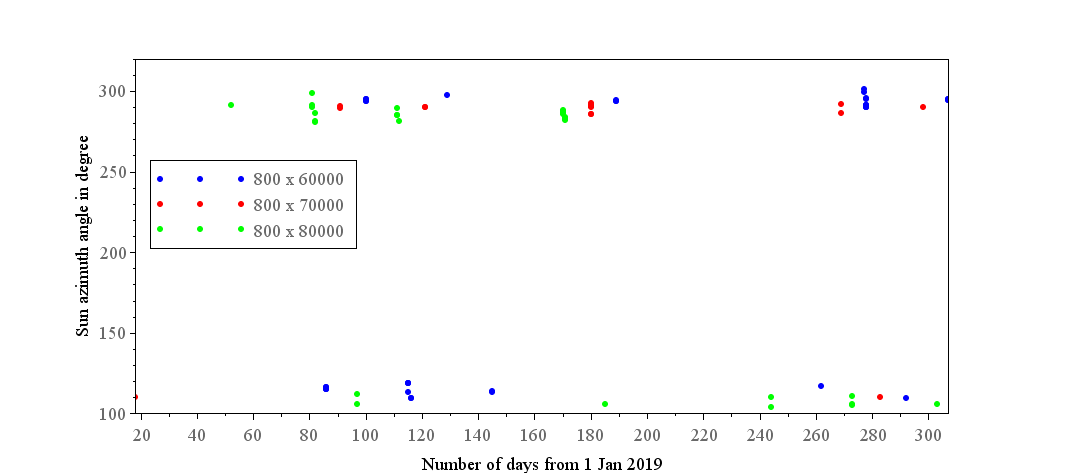 300
250
200
150
100
Sun azimuth angle in degree
800 x 60000
800 x 70000
800 x 80000
20 40 60 80 100 120 140 160 180 200 220 240 260 280 300
Number of days from 1 Jan 2019